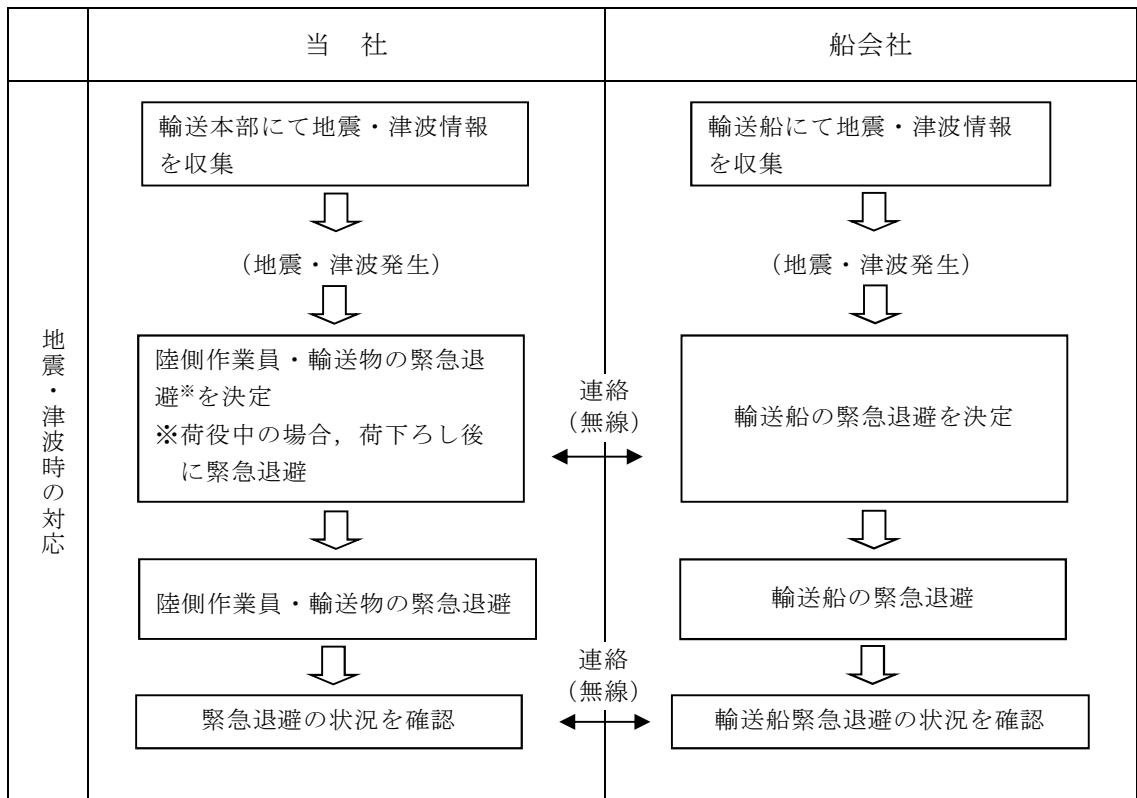 当 社
船会社
地震・津波時の対応
輸送本部にて地震・津波情報
を収集
(地震・津波発生)
陸側作業員・輸送物の緊急退
避※を決定
※荷役中の場合，荷下ろし後
に緊急退避
陸側作業員・輸送物の緊急退避
緊急退避の状況を確認
連絡
(無線)
連絡
(無線)
輸送船にて地震・津波情報
を収集
(地震・津波発生)
輸送船の緊急退避を決定
輸送船の緊急退避
輸送船緊急退避の状況を確認